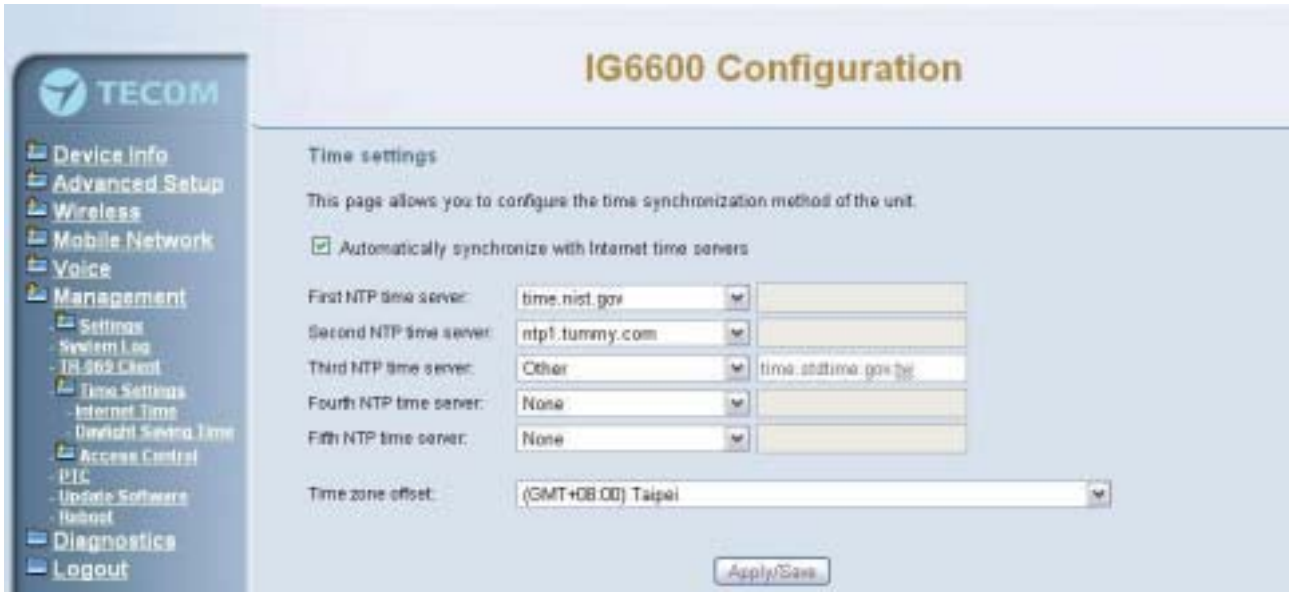 IG6600 Configuration
TECOM
Device Info
Advanced Setup
Wireless
Mobile Network
Voice
Management
Settings
- System Log
- TR-069 Client
Time Settings
- Internet Time
- Daylight Saving Time
Access Control
- Update Software
- Reboot
Diagnostics
Logout
Time settings
This page allows you to configure the time synchronization method of the unit.
Automatically synchronize with Internet time servers
First NTP time server: time.nist.gov
Second NTP time server: ntp1.tummy.com
Third NTP time server: Other time.stdtime.gov.tw
Fourth NTP time server: None
Fifth NTP time server: None
Time zone offset: (GMT+08:00) Taipei
Apply/Save